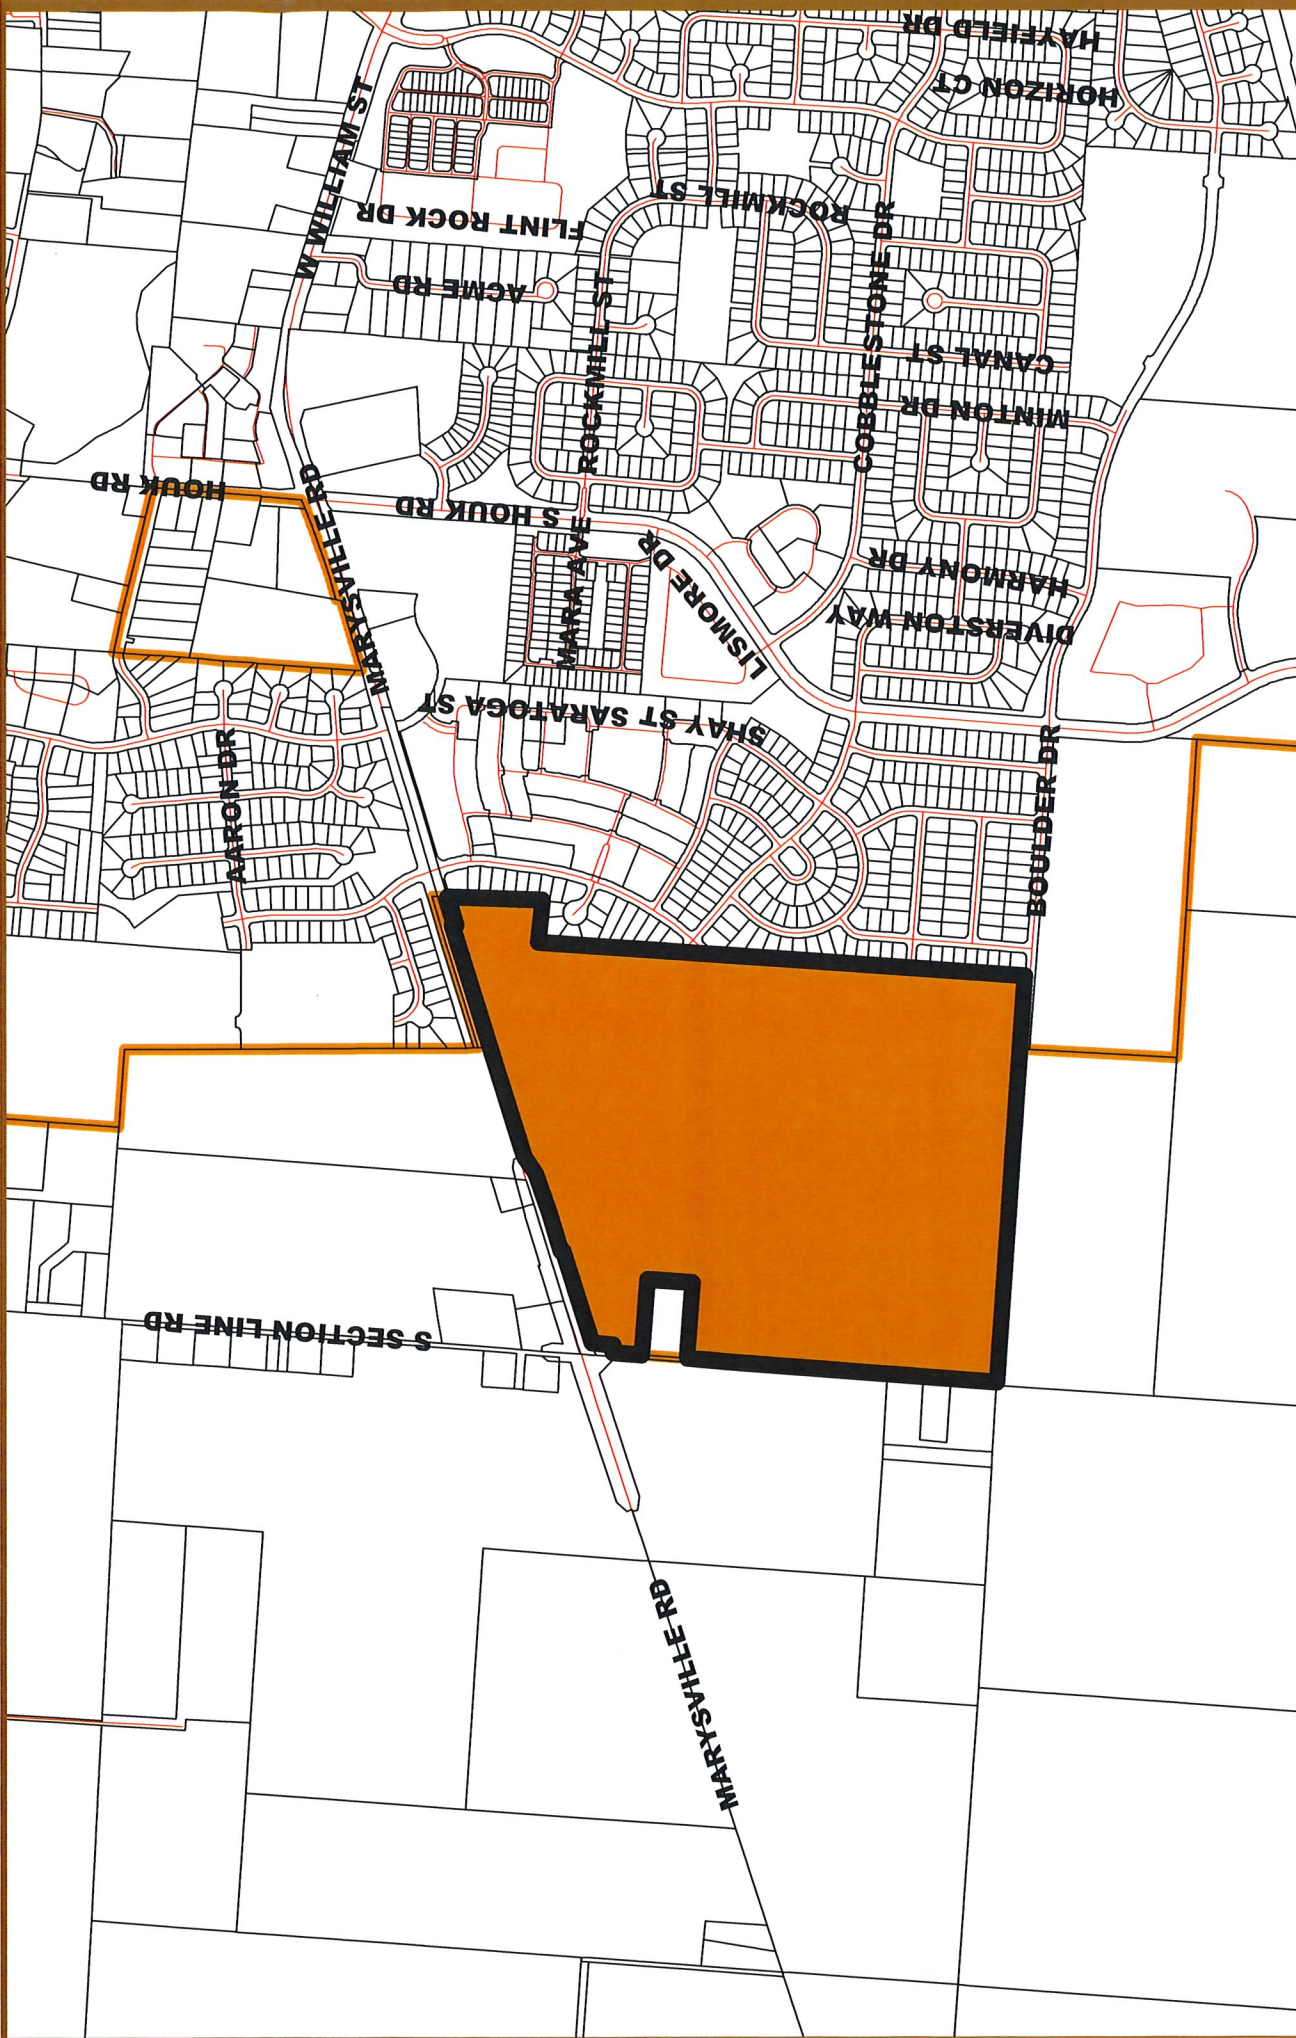 HAYFIELD DR
HORIZON CT
W WILLIAM ST
ROCKMILL ST
FLINT ROCK DR
COBBLESTONE DR
ACME RD
ROCKMILL ST
CANAL ST
MINTON DR
HOUK RD
MARYSVILLE RD
S HOUK RD
MARA AVE
LISMORE DR
HARMONY DR
DIVERSTON WAY
SARATOGA ST
SHAY ST
AARON DR
BOULDER DR
S SECTION LINE RD
MARYSVILLE RD